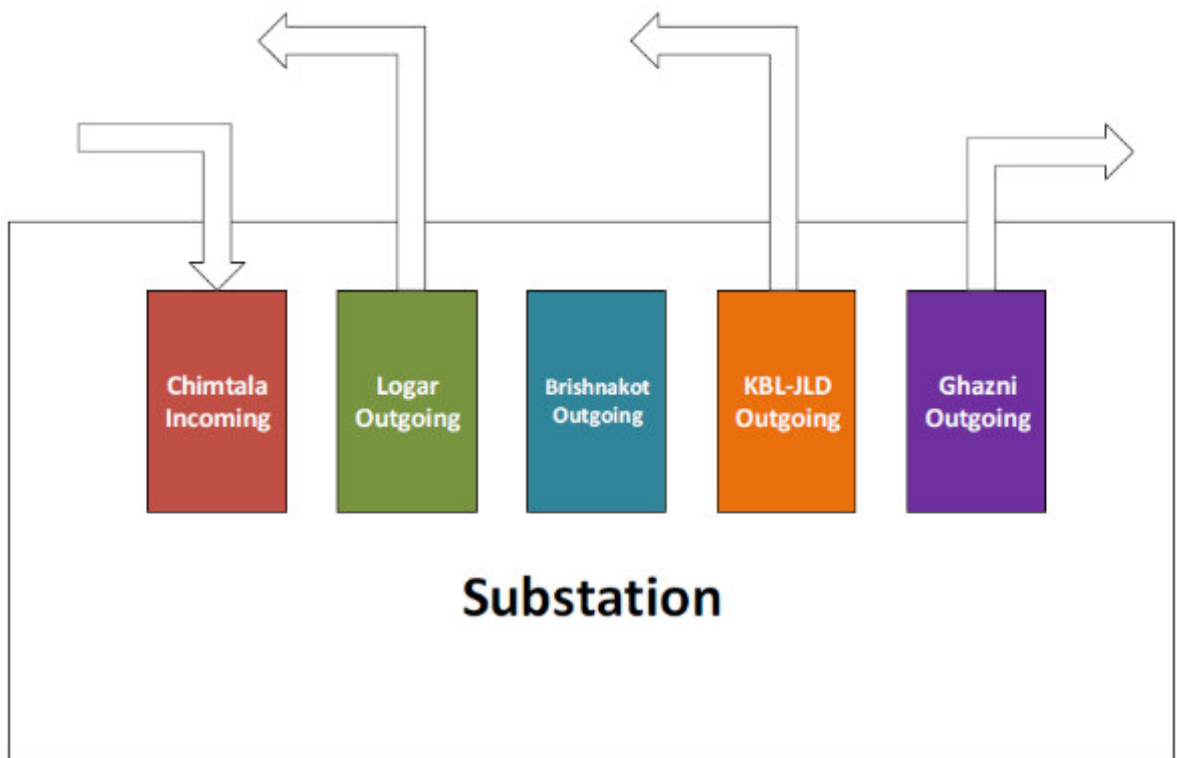 Chimtala
Incoming
Logar
Outgoing
Brishnakot
Outgoing
KBL-JLD
Outgoing
Ghazni
Outgoing
Substation